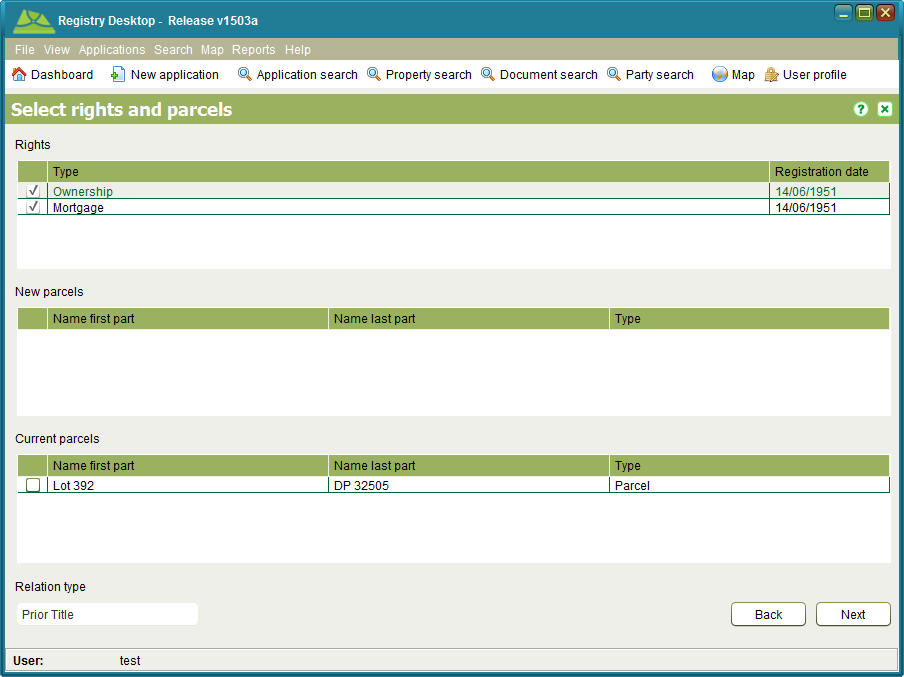 Registry Desktop - Release v1503a
File View Applications Search Map Reports Help
Dashboard New application Application search Property search Document search Party search Map User profile
Select rights and parcels ?
Rights
Type Registration date
Ownership 14/06/1951
Mortgage 14/06/1951
New parcels
Name first part Name last part Type
Current parcels
Name first part Name last part Type
Lot 392 DP 32505 Parcel
Relation type
Prior Title Back Next
User: test